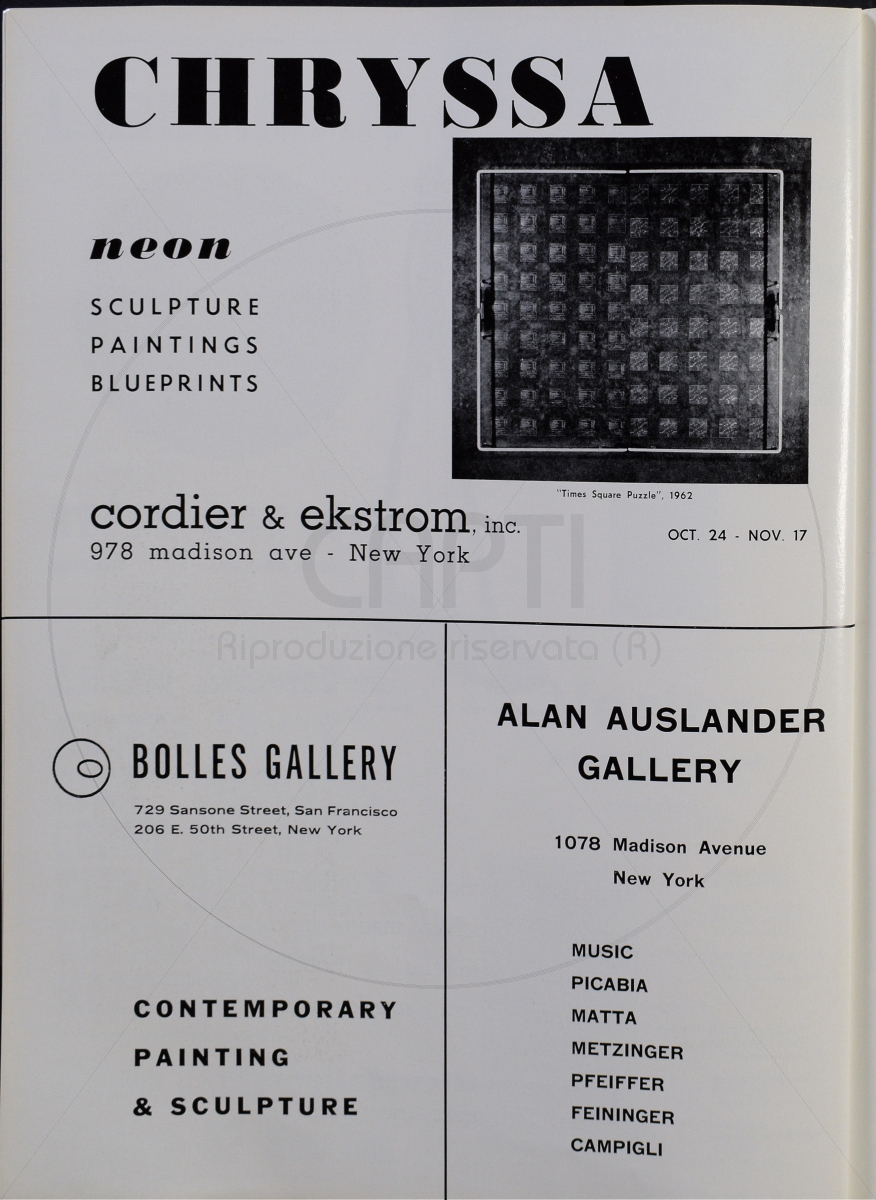 CHRYSSA
neon
SCULPTURE
PAINTINGS
BLUEPRINTS
"Times Square Puzzle", 1962
cordier & ekstrom, inc.
978 madison ave - New York
OCT. 24 - NOV. 17
CAPTI
Riproduzione riservata (R)
BOLLES GALLERY
729 Sansone Street, San Francisco
206 E. 50th Street, New York
CONTEMPORARY
PAINTING
& SCULPTURE
ALAN AUSLANDER
GALLERY
1078 Madison Avenue
New York
MUSIC
PICABIA
MATTA
METZINGER
PFEIFFER
FEININGER
CAMPIGLI